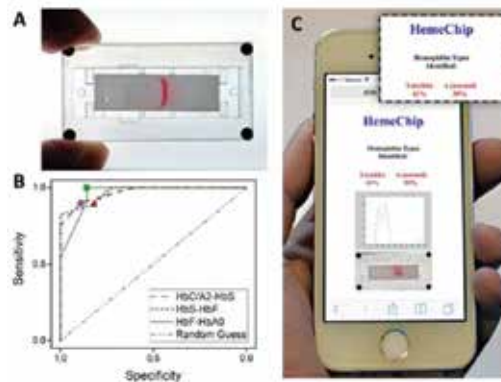 A
B
Sensitiviy
1.0
0.5
0.0
1.0
0.5
0.0
Specificity
HbC/A2-HbS
HbS-HbF
HbF-HbA0
Random Guess
C
HemeChip
Hemoglobin Types
Identified:
HemeChip
Hemoglobin Types
Identified: